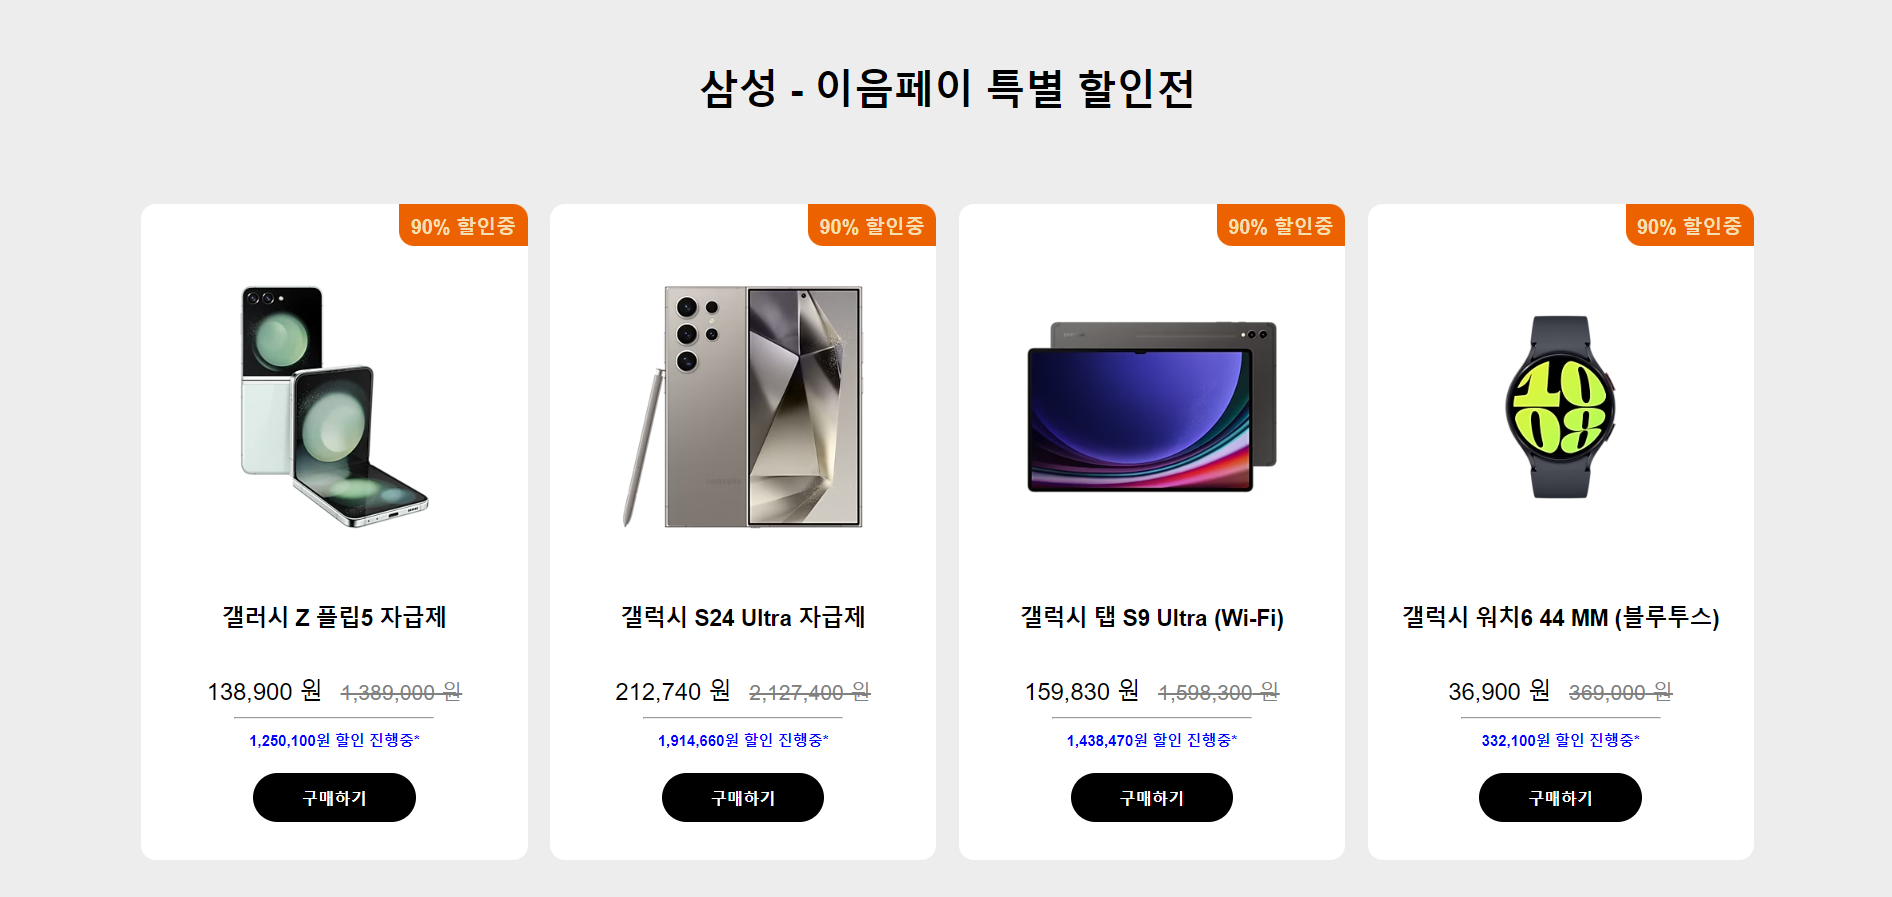 삼성 - 이음페이 특별 할인전
90% 할인중
90% 할인중
90% 할인중
90% 할인중
10
08
갤러시 Z 플립5 자급제
갤럭시 S24 Ultra 자급제
갤럭시 탭 S9 Ultra (Wi-Fi)
갤럭시 워치6 44 MM (블루투스)
138,900 원 1,389,000 원
212,740 원 2,127,400 원
159,830 원 1,598,300 원
36,900 원 369,000 원
1,250,100원 할인 진행중*
1,914,660원 할인 진행중*
1,438,470원 할인 진행중*
332,100원 할인 진행중*
구매하기
구매하기
구매하기
구매하기